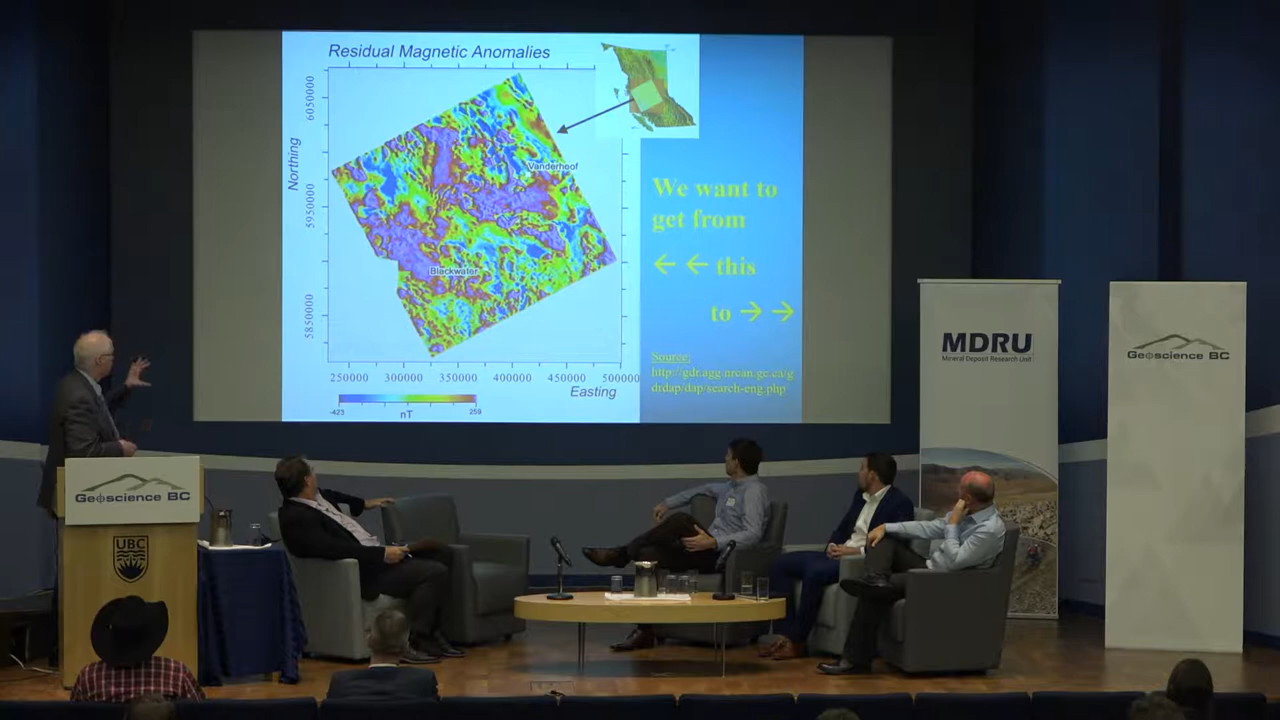 Residual Magnetic Anomalies
6050000
5950000
5850000
Northing
Vanderhoof
Blackwater
250000
300000
350000
400000
450000
500000
Easting
-423
259
nT
We want to
get from
← ← this
to → →
Source:
http://gdr.agg.nrcan.gc.ca/g
drdap/dap/search-eng.php
MDRU
Mineral Deposit Research Unit
Geoscience BC
Geoscience BC
UBC